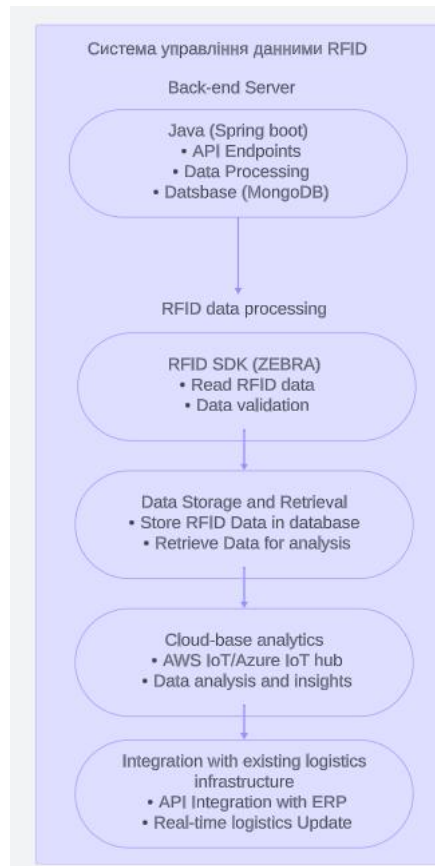 Система управління данними RFID
Back-end Server
Java (Spring boot)
• API Endpoints
• Data Processing
• Datsbase (MongoDB)
RFID data processing
RFID SDK (ZEBRA)
• Read RFID data
• Data validation
Data Storage and Retrieval
• Store RFID Data in database
• Retrieve Data for analysis
Cloud-base analytics
• AWS IoT/Azure IoT hub
• Data analysis and insights
Integration with existing logistics
infrastructure
• API Integration with ERP
• Real-time logistics Update